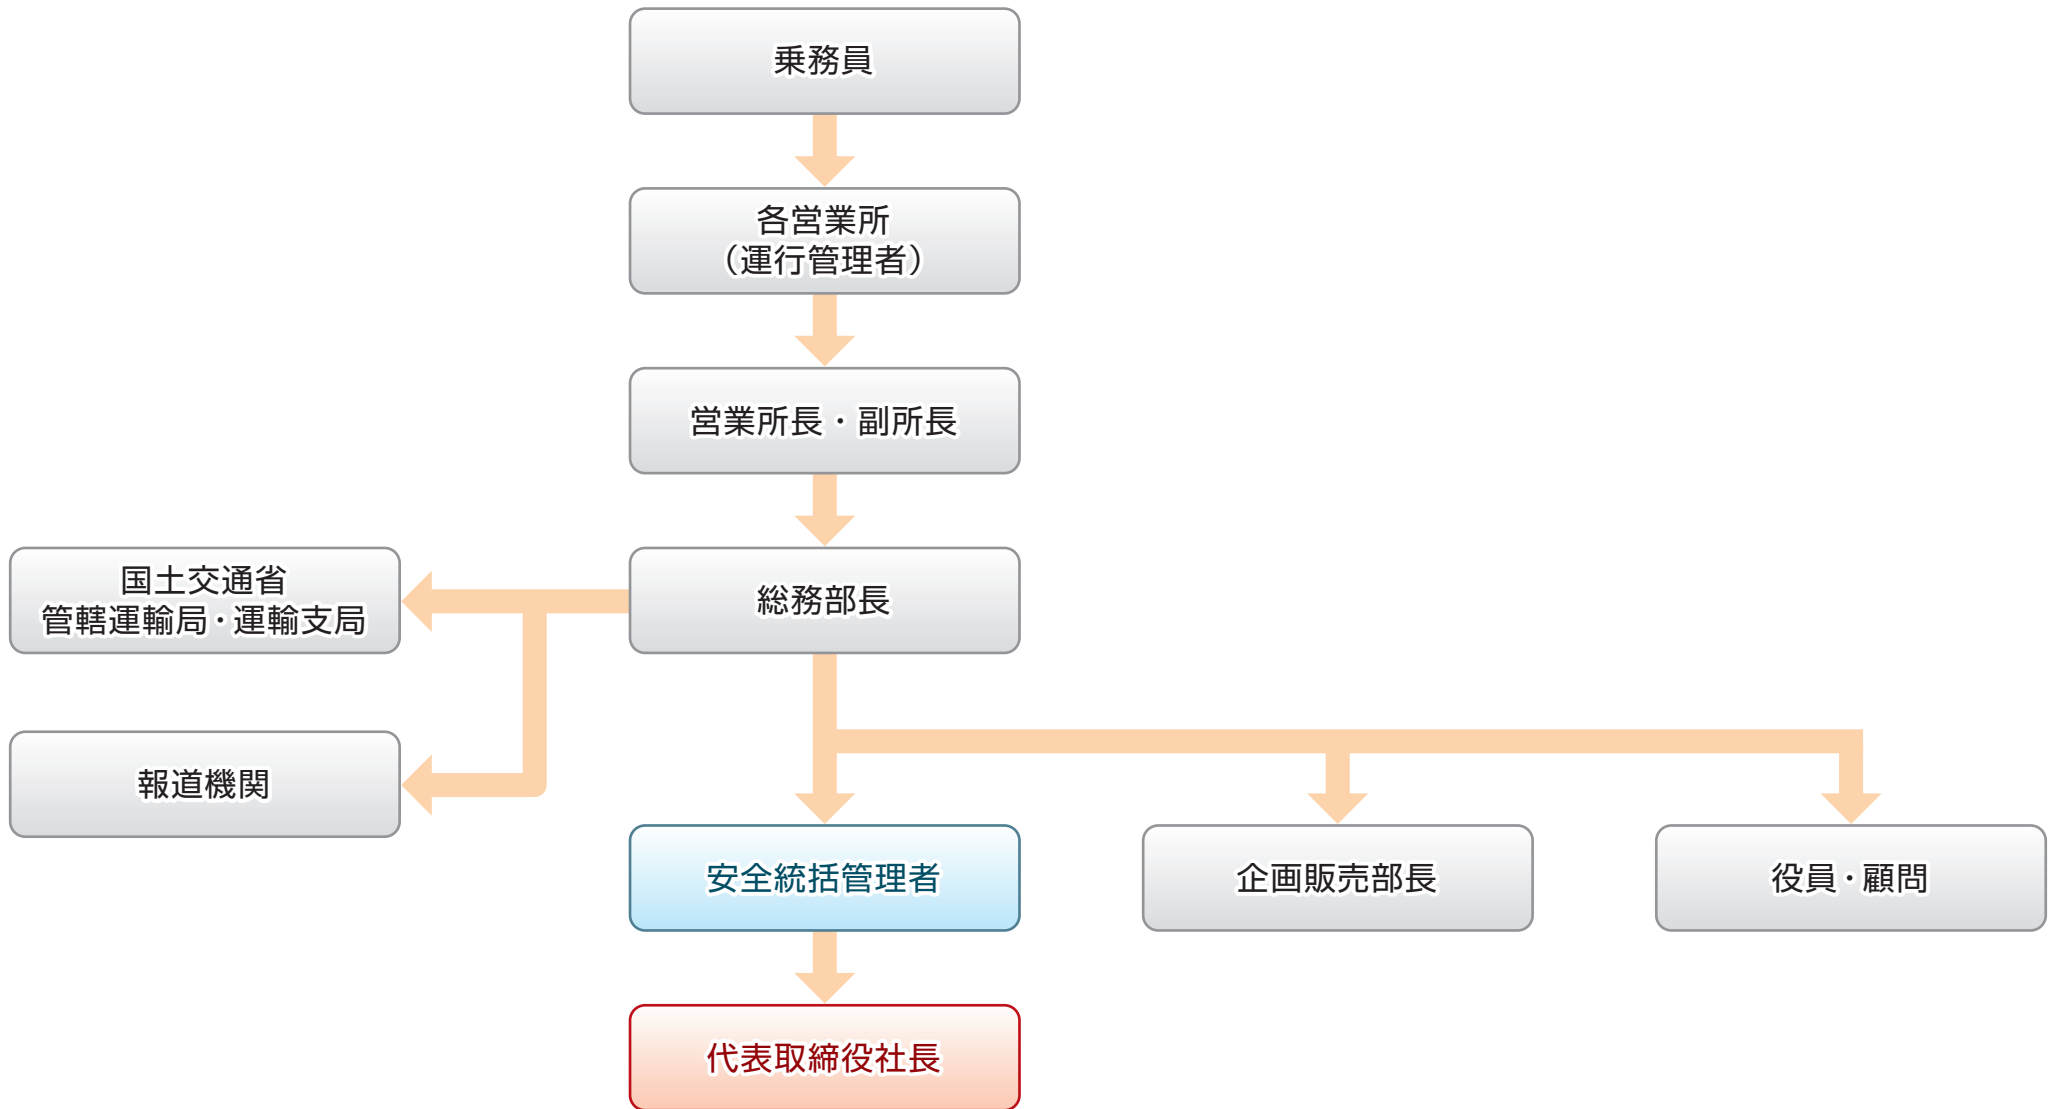 乗務員
各営業所
（運行管理者）
営業所長・副所長
国土交通省
管轄運輸局・運輸支局
総務部長
報道機関
安全統括管理者
企画販売部長
役員・顧問
代表取締役社長